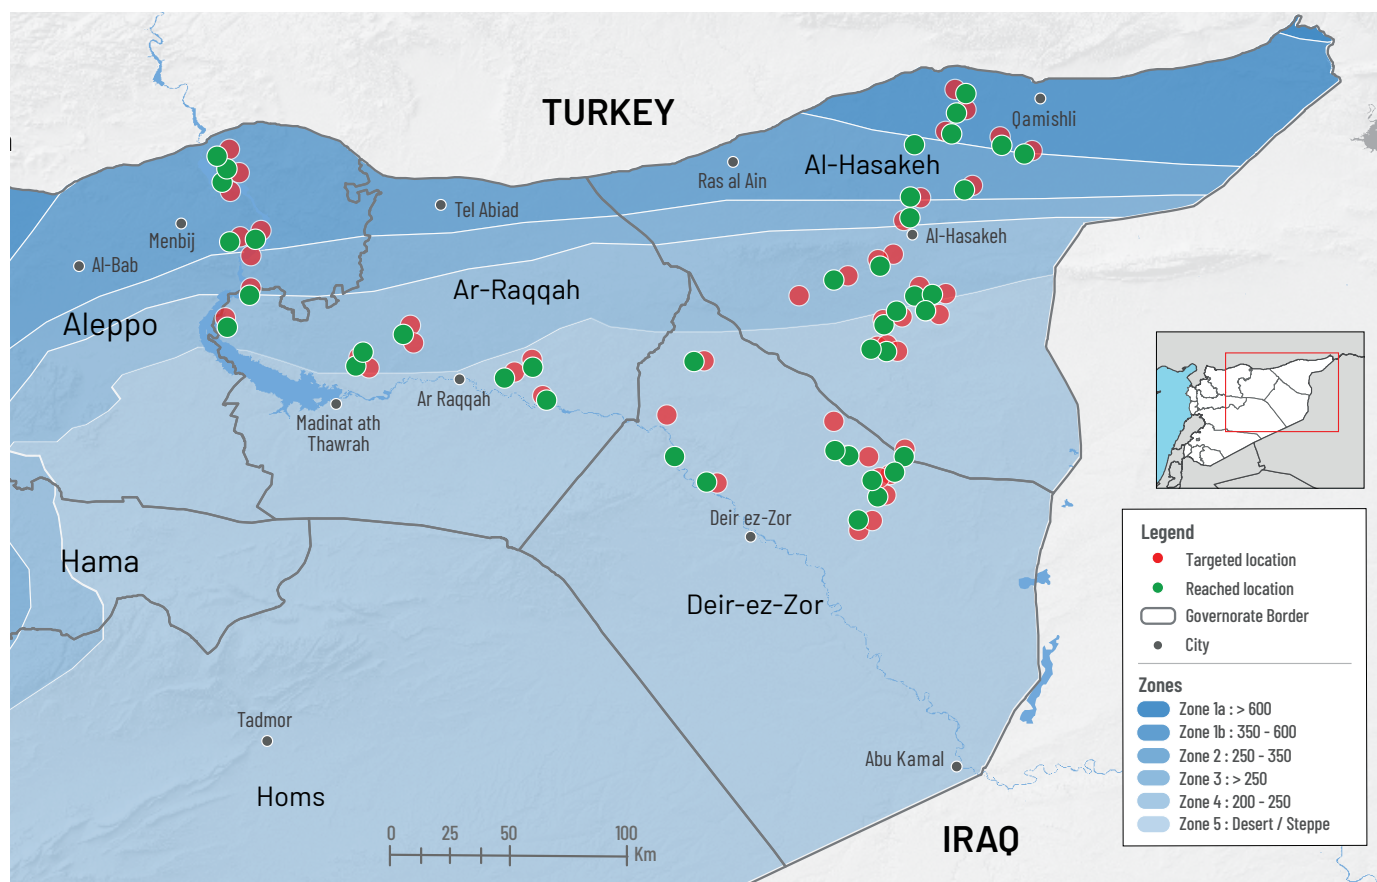 TURKEY
Qamishli
Al-Hasakeh
Ras al Ain
Tel Abiad
Menbij
Al-Hasakeh
Al-Bab
Ar-Raqqah
Aleppo
Ar Raqqah
Madinat ath
Thawrah
Deir ez-Zor
Hama
Deir-ez-Zor
Tadmor
Abu Kamal
Homs
IRAQ
0 25 50 100
Km
Legend
Targeted location
Reached location
Governorate Border
City
Zones
Zone 1a : > 600
Zone 1b : 350 - 600
Zone 2 : 250 - 350
Zone 3 : > 250
Zone 4 : 200 - 250
Zone 5 : Desert / Steppe